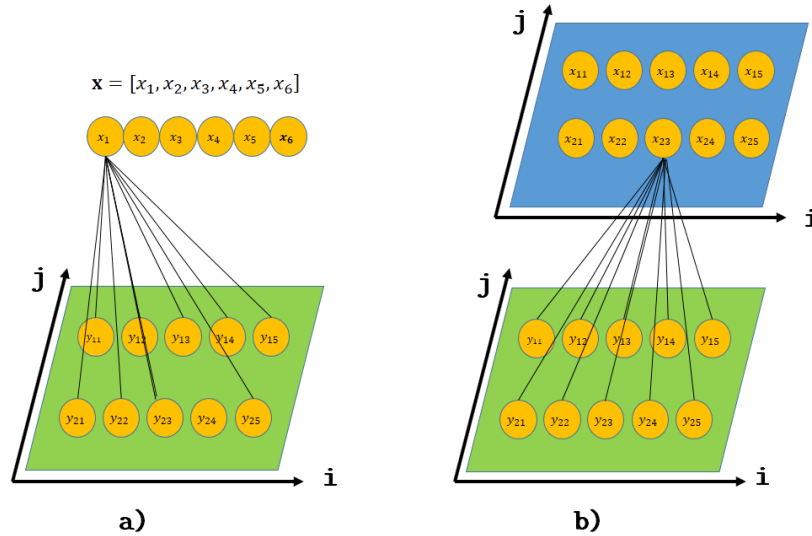 x = [x₁, x₂, x₃, x₄, x₅, x₆]
x₁ x₂ x₃ x₄ x₅ x₆
j
y₁₁ y₁₂ y₁₃ y₁₄ y₁₅
y₂₁ y₂₂ y₂₃ y₂₄ y₂₅
i
a)
j
x₁₁ x₁₂ x₁₃ x₁₄ x₁₅
x₂₁ x₂₂ x₂₃ x₂₄ x₂₅
i
j
y₁₁ y₁₂ y₁₃ y₁₄ y₁₅
y₂₁ y₂₂ y₂₃ y₂₄ y₂₅
i
b)